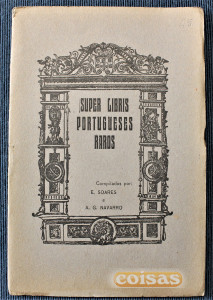 SUPER LIBRIS
PORTUGUESES
RAROS
Compilados por:
E. SOARES
e
A. G. NAVARRO
coisas